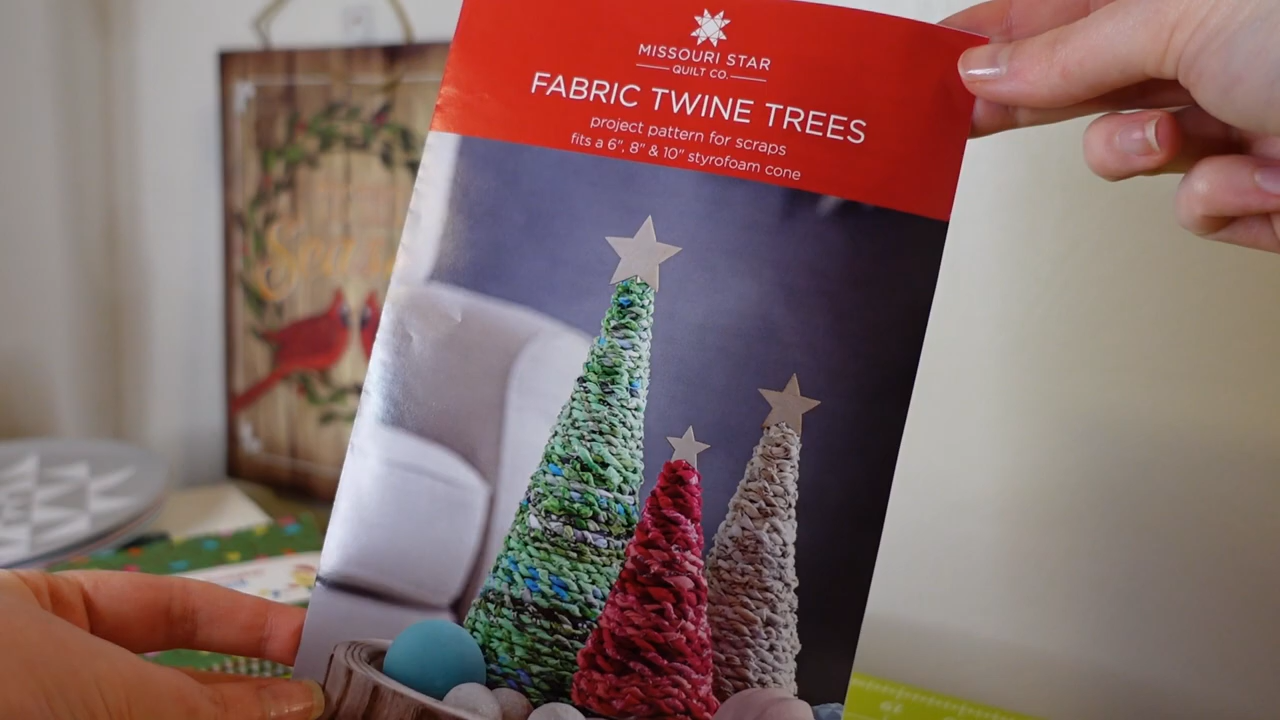 MISSOURI STAR
QUILT CO.
FABRIC TWINE TREES
project pattern for scraps
fits a 6", 8" & 10" styrofoam cone